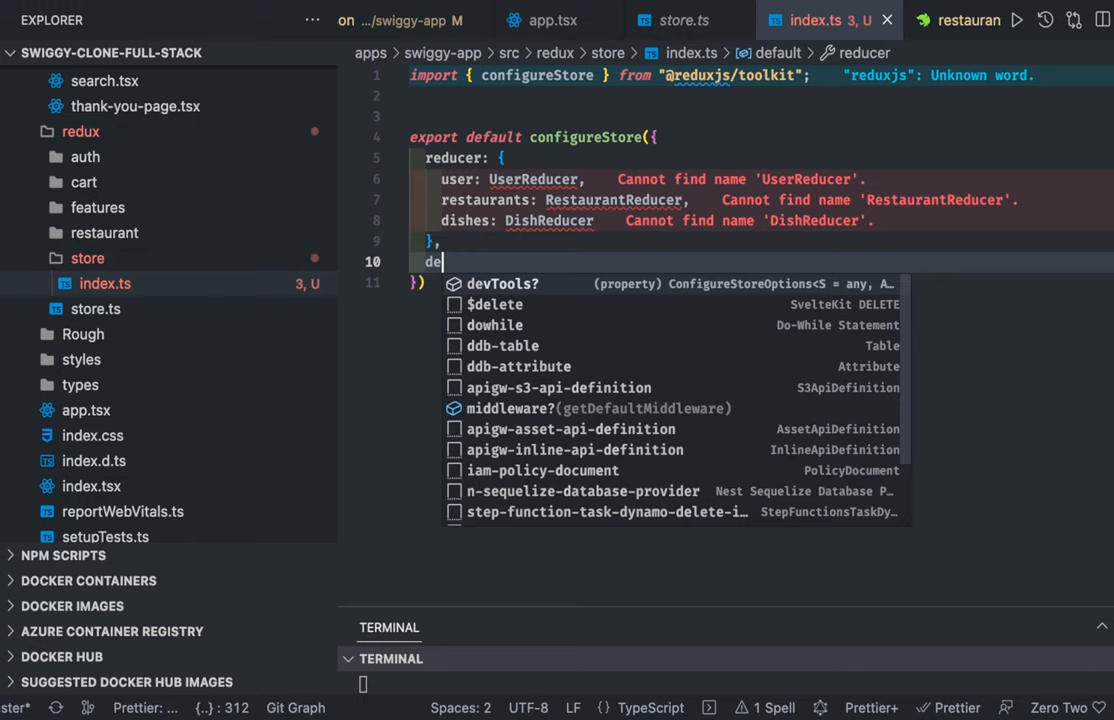 EXPLORER
on .../swiggy-app M
app.tsx
store.ts
index.ts 3, U
restauran
SWIGGY-CLONE-FULL-STACK
apps > swiggy-app > src > redux > store > index.ts > default > reducer
search.tsx
thank-you-page.tsx
redux
auth
cart
features
restaurant
store
index.ts 3, U
store.ts
Rough
styles
types
app.tsx
index.css
index.d.ts
index.tsx
reportWebVitals.ts
setupTests.ts
NPM SCRIPTS
DOCKER CONTAINERS
DOCKER IMAGES
AZURE CONTAINER REGISTRY
DOCKER HUB
SUGGESTED DOCKER HUB IMAGES
1 import { configureStore } from "@reduxjs/toolkit"; "reduxjs": Unknown word.
2
3
4 export default configureStore({
5 reducer: {
6 user: UserReducer, Cannot find name 'UserReducer'.
7 restaurants: RestaurantReducer, Cannot find name 'RestaurantReducer'.
8 dishes: DishReducer Cannot find name 'DishReducer'.
9 },
10 de
11 })
devTools? (property) ConfigureStoreOptions<S = any, A...
$delete SvelteKit DELETE
dowhile Do-While Statement
ddb-table Table
ddb-attribute Attribute
apigw-s3-api-definition S3ApiDefinition
middleware?(getDefaultMiddleware)
apigw-asset-api-definition AssetApiDefinition
apigw-inline-api-definition InlineApiDefinition
iam-policy-document PolicyDocument
n-sequelize-database-provider Nest Sequelize Database P...
step-function-task-dynamo-delete-i... StepFunctionsTaskDy...
TERMINAL
TERMINAL
ster* Prettier: ... {..} : 312 Git Graph Spaces: 2 UTF-8 LF {} TypeScript 1 Spell Prettier+ Prettier Zero Two